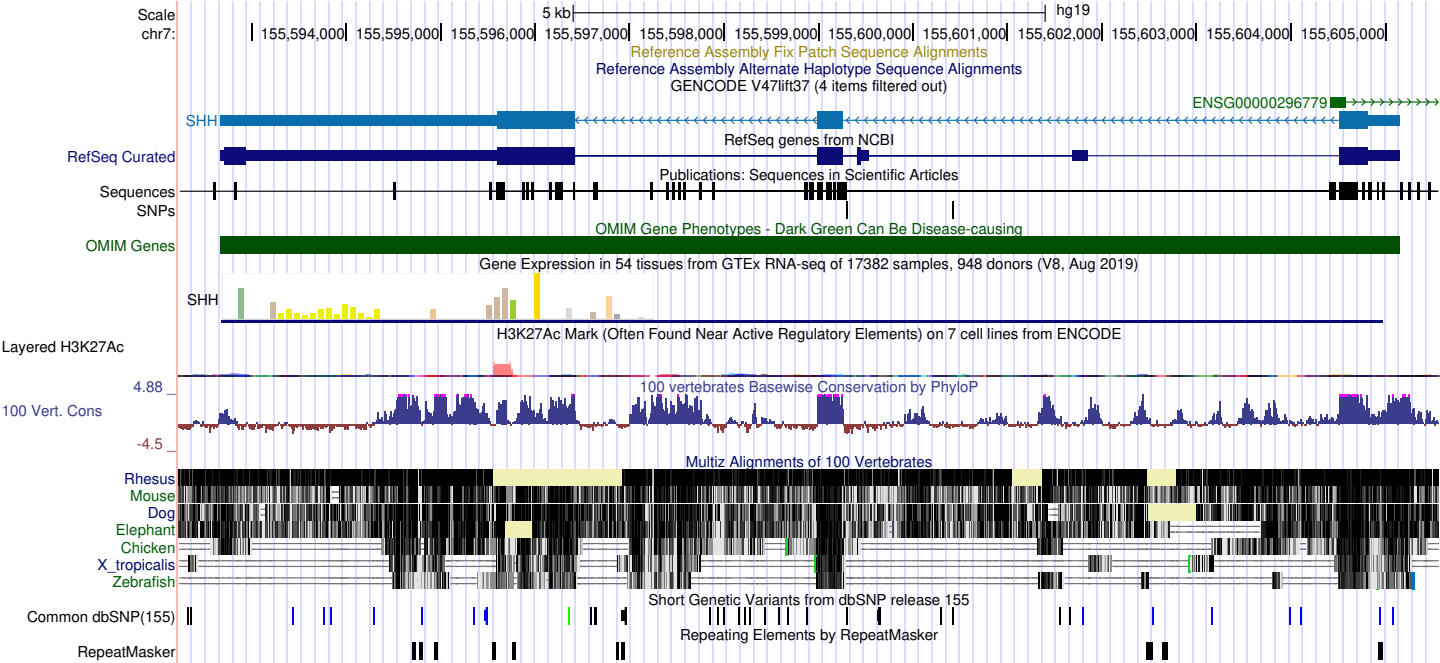 Scale 5 kb hg19
chr7: 155,594,000 155,595,000 155,596,000 155,597,000 155,598,000 155,599,000 155,600,000 155,601,000 155,602,000 155,603,000 155,604,000 155,605,000
Reference Assembly Fix Patch Sequence Alignments
Reference Assembly Alternate Haplotype Sequence Alignments
GENCODE V47lift37 (4 items filtered out)
ENSG00000296779
SHH
RefSeq genes from NCBI
RefSeq Curated
Publications: Sequences in Scientific Articles
Sequences
SNPs
OMIM Gene Phenotypes - Dark Green Can Be Disease-causing
OMIM Genes
Gene Expression in 54 tissues from GTEx RNA-seq of 17382 samples, 948 donors (V8, Aug 2019)
SHH
H3K27Ac Mark (Often Found Near Active Regulatory Elements) on 7 cell lines from ENCODE
Layered H3K27Ac
100 vertebrates Basewise Conservation by PhyloP
4.88 _
100 Vert. Cons
-4.5 _
Multiz Alignments of 100 Vertebrates
Rhesus
Mouse
Dog
Elephant
Chicken
X_tropicalis
Zebrafish
Short Genetic Variants from dbSNP release 155
Common dbSNP(155)
Repeating Elements by RepeatMasker
RepeatMasker